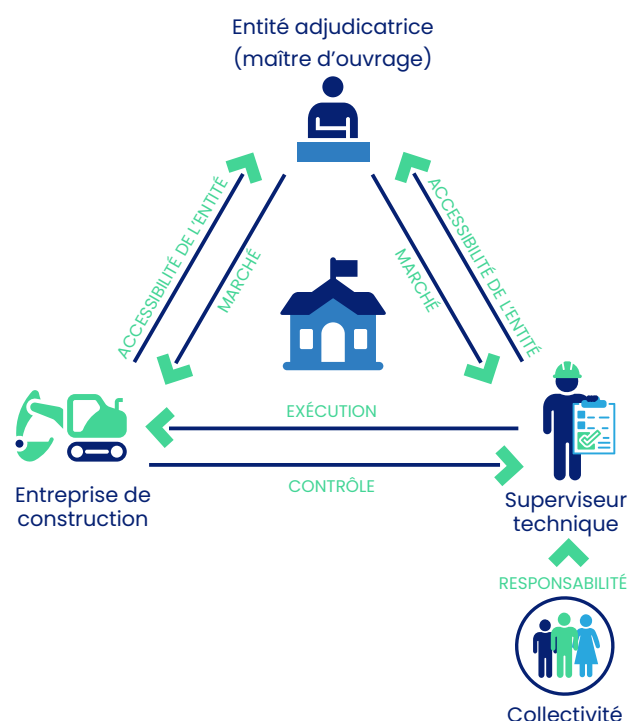 Entité adjudicatrice
(maître d’ouvrage)
ACCESSIBILITÉ DE L’ENTITÉ
MARCHÉ
MARCHÉ
ACCESSIBILITÉ DE L’ENTITÉ
EXÉCUTION
CONTRÔLE
Entreprise de
construction
Superviseur
technique
RESPONSABILITÉ
Collectivité